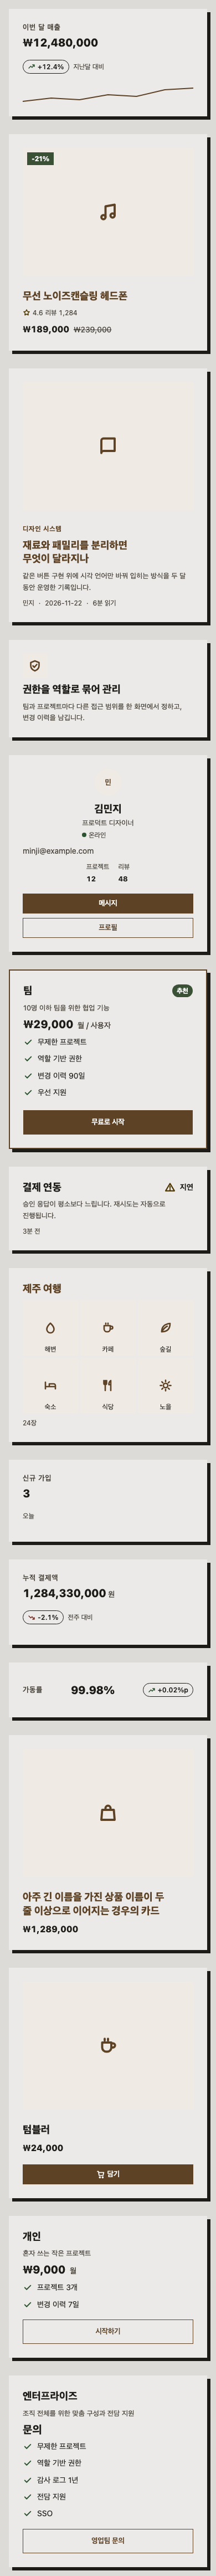 이번 달 매출
₩12,480,000
+12.4% 지난달 대비
-21%
무선 노이즈캔슬링 헤드폰
4.6 리뷰 1,284
₩189,000 ₩239,000
디자인 시스템
재료와 패밀리를 분리하면
무엇이 달라지나
같은 버튼 구현 위에 시각 언어만 바꿔 입히는 방식을 두 달
동안 운영한 기록입니다.
민지 · 2026-11-22 · 6분 읽기
권한을 역할로 묶어 관리
팀과 프로젝트마다 다른 접근 범위를 한 화면에서 정하고,
변경 이력을 남깁니다.
민
김민지
프로덕트 디자이너
온라인
minji@example.com
프로젝트 리뷰
12 48
메시지
프로필
팀 추천
10명 이하 팀을 위한 협업 기능
₩29,000 월 / 사용자
무제한 프로젝트
역할 기반 권한
변경 이력 90일
우선 지원
무료로 시작
결제 연동 지연
승인 응답이 평소보다 느립니다. 재시도는 자동으로
진행됩니다.
3분 전
제주 여행
해변 카페 숲길
숙소 식당 노을
24장
신규 가입
3
오늘
누적 결제액
1,284,330,000 원
-2.1% 전주 대비
가동률 99.98% +0.02%p
아주 긴 이름을 가진 상품 이름이 두
줄 이상으로 이어지는 경우의 카드
₩1,289,000
텀블러
₩24,000
담기
개인
혼자 쓰는 작은 프로젝트
₩9,000 월
프로젝트 3개
변경 이력 7일
시작하기
엔터프라이즈
조직 전체를 위한 맞춤 구성과 전담 지원
문의
무제한 프로젝트
역할 기반 권한
감사 로그 1년
전담 지원
SSO
영업팀 문의